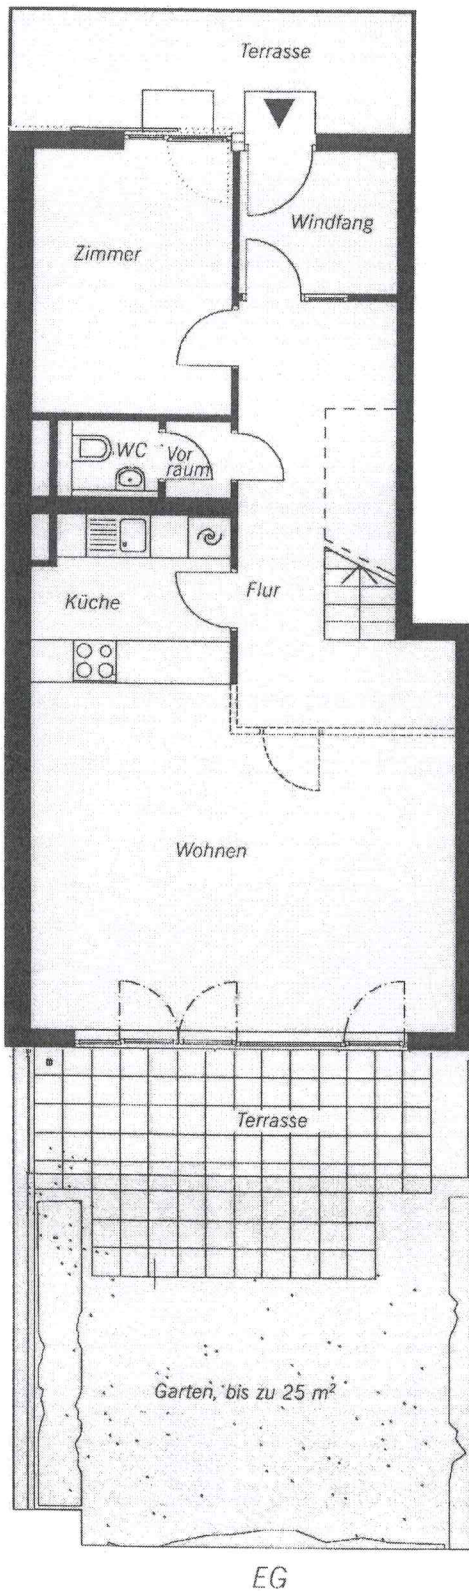 Terrasse
Windfang
Zimmer
WC
Vor
raum
Küche
Flur
Wohnen
Terrasse
Garten, bis zu 25 m²
EG